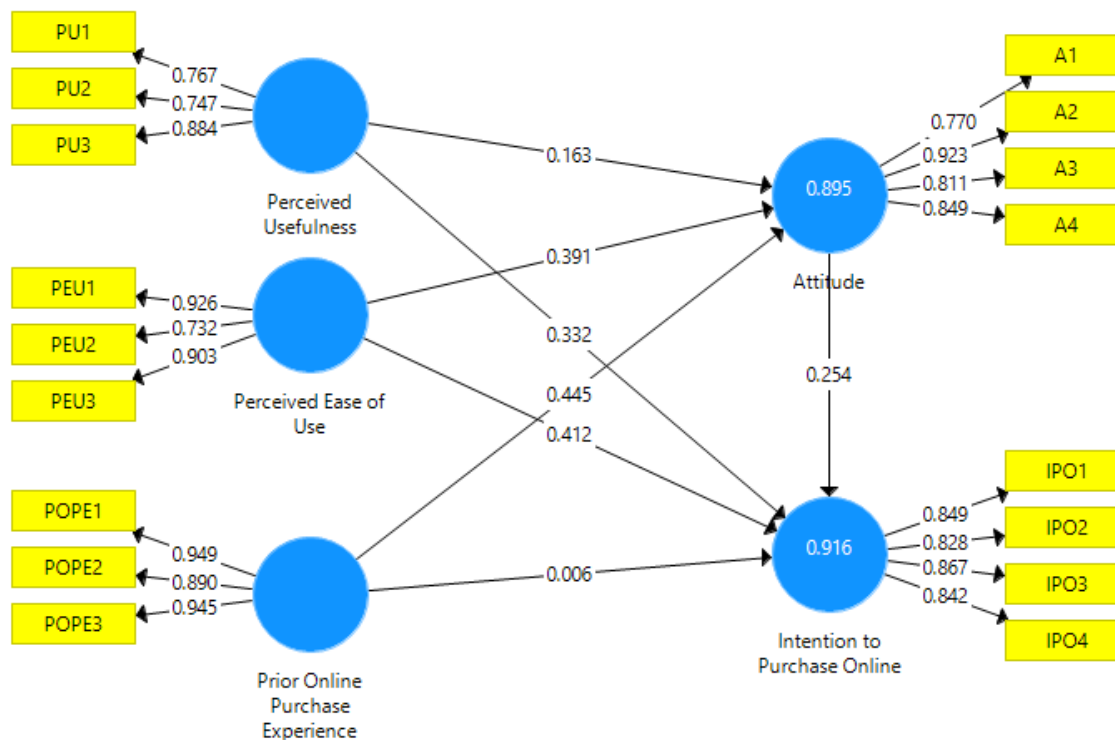 PU1
0.767
PU2
0.747
PU3
0.884
Perceived
Usefulness
PEU1
0.926
PEU2
0.732
PEU3
0.903
Perceived Ease of
Use
POPE1
0.949
POPE2
0.890
POPE3
0.945
Prior Online
Purchase
Experience
0.163
0.391
0.332
0.445
0.412
0.006
0.895
Attitude
0.254
0.916
Intention to
Purchase Online
A1
0.770
A2
0.923
A3
0.811
A4
0.849
IPO1
0.849
IPO2
0.828
IPO3
0.867
IPO4
0.842